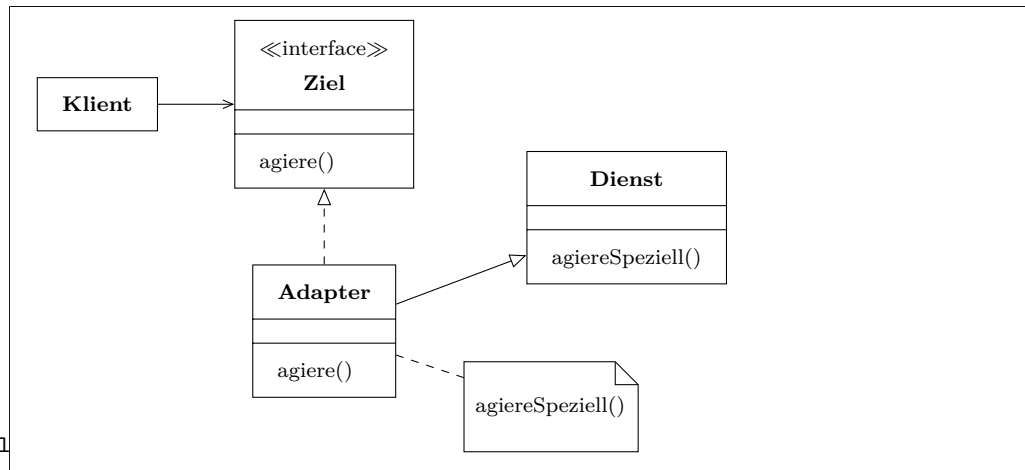 ≪interface≫
Ziel
Klient
agiere()
Dienst
agiereSpeziell()
Adapter
agiere()
agiereSpeziell()